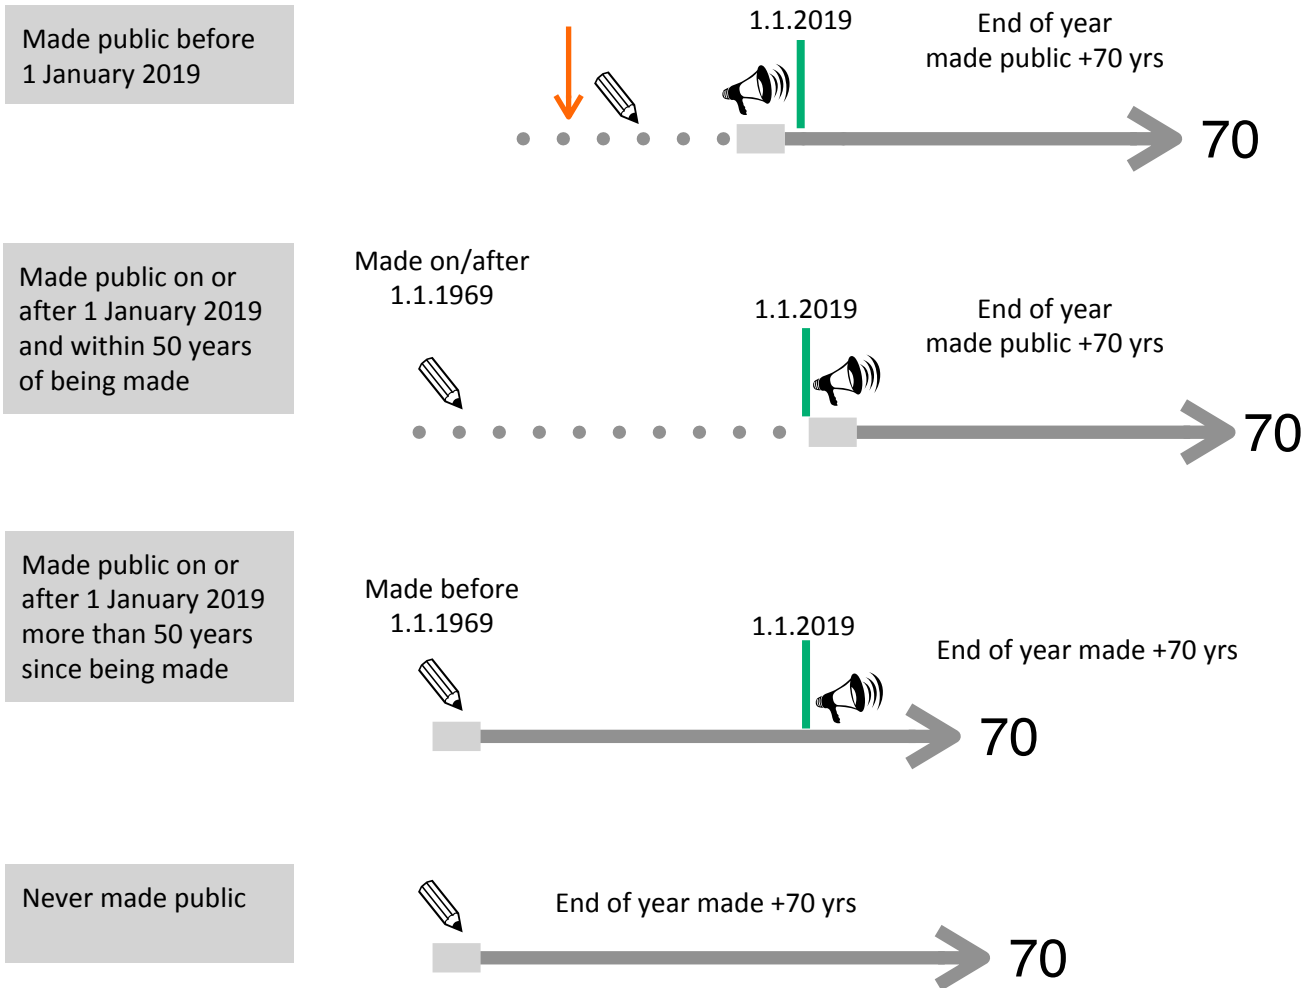 Made public before
1 January 2019
1.1.2019
End of year
made public +70 yrs
70
Made public on or
after 1 January 2019
and within 50 years
of being made
Made on/after
1.1.1969
1.1.2019
End of year
made public +70 yrs
70
Made public on or
after 1 January 2019
more than 50 years
since being made
Made before
1.1.1969
1.1.2019
End of year made +70 yrs
70
Never made public
End of year made +70 yrs
70